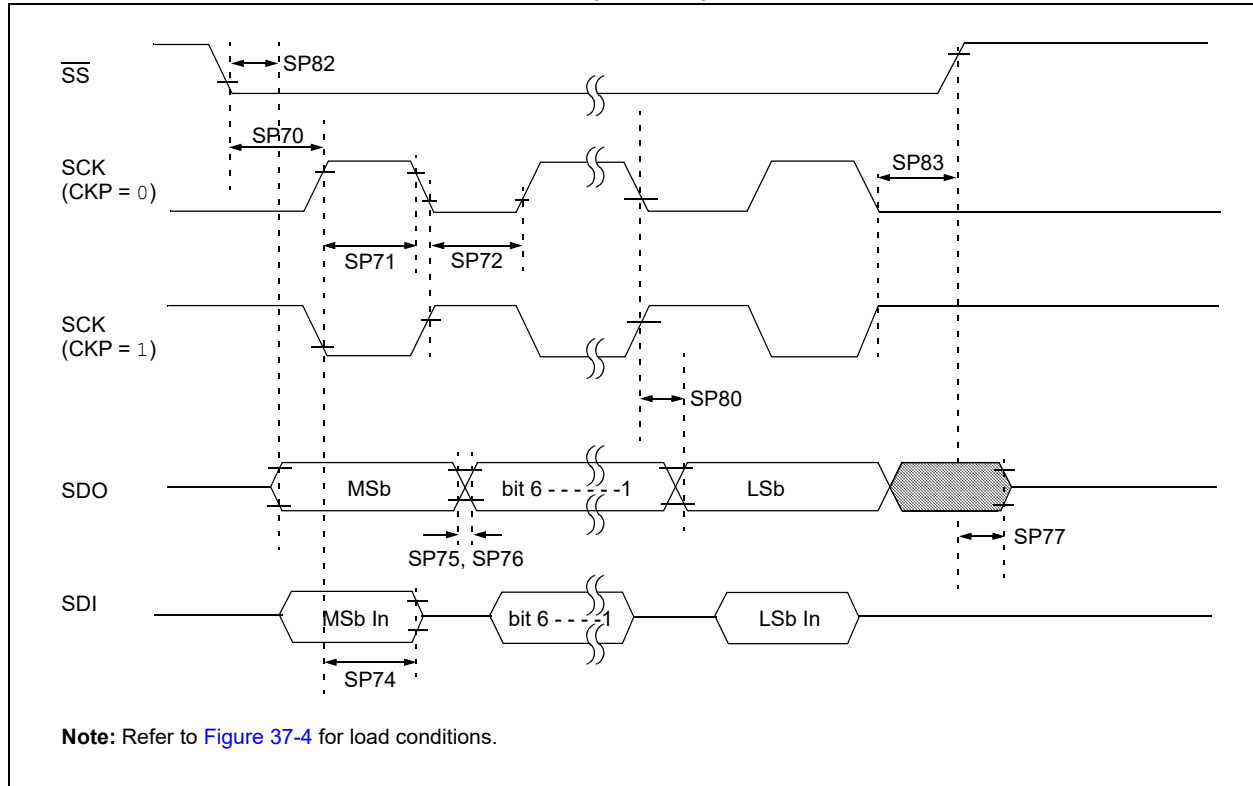 SS
SP82
SP70
SCK
(CKP = 0)
SP83
SP71
SP72
SCK
(CKP = 1)
SP80
SDO
MSb
bit 6 - - - - - -1
LSb
SP77
SP75, SP76
SDI
MSb In
bit 6 - - - -1
LSb In
SP74
Note: Refer to Figure 37-4 for load conditions.